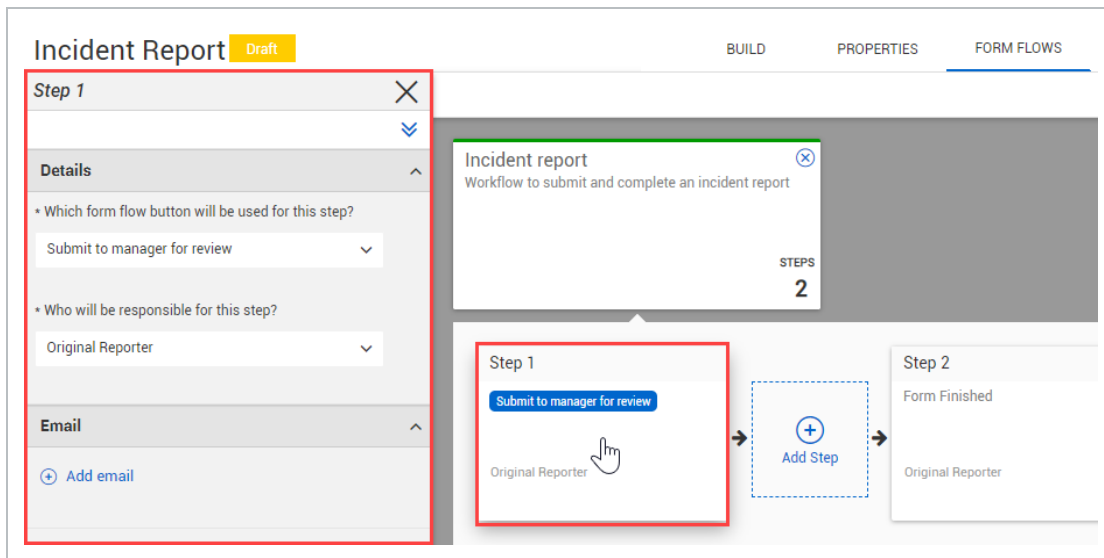 Incident Report Draft
BUILD PROPERTIES FORM FLOWS
Step 1
Details
* Which form flow button will be used for this step?
Submit to manager for review
* Who will be responsible for this step?
Original Reporter
Email
Add email
Incident report
Workflow to submit and complete an incident report
STEPS
2
Step 1
Submit to manager for review
Original Reporter
Add Step
Step 2
Form Finished
Original Reporter